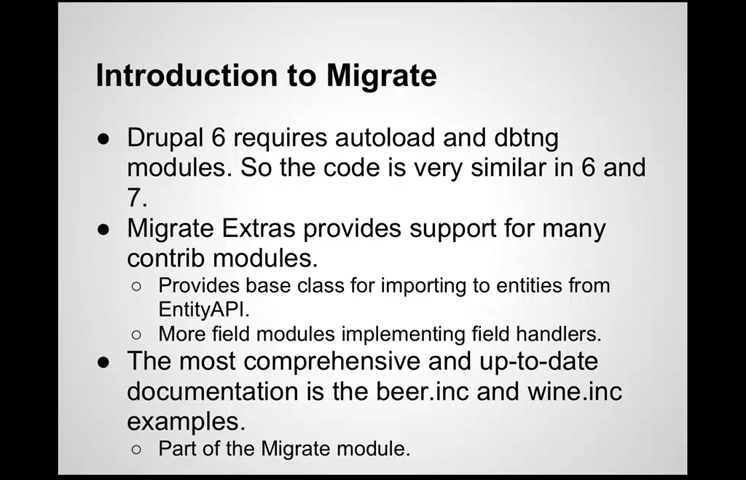 Introduction to Migrate
● Drupal 6 requires autoload and dbtng
modules. So the code is very similar in 6 and
7.
● Migrate Extras provides support for many
contrib modules.
○ Provides base class for importing to entities from
EntityAPI.
○ More field modules implementing field handlers.
● The most comprehensive and up-to-date
documentation is the beer.inc and wine.inc
examples.
○ Part of the Migrate module.